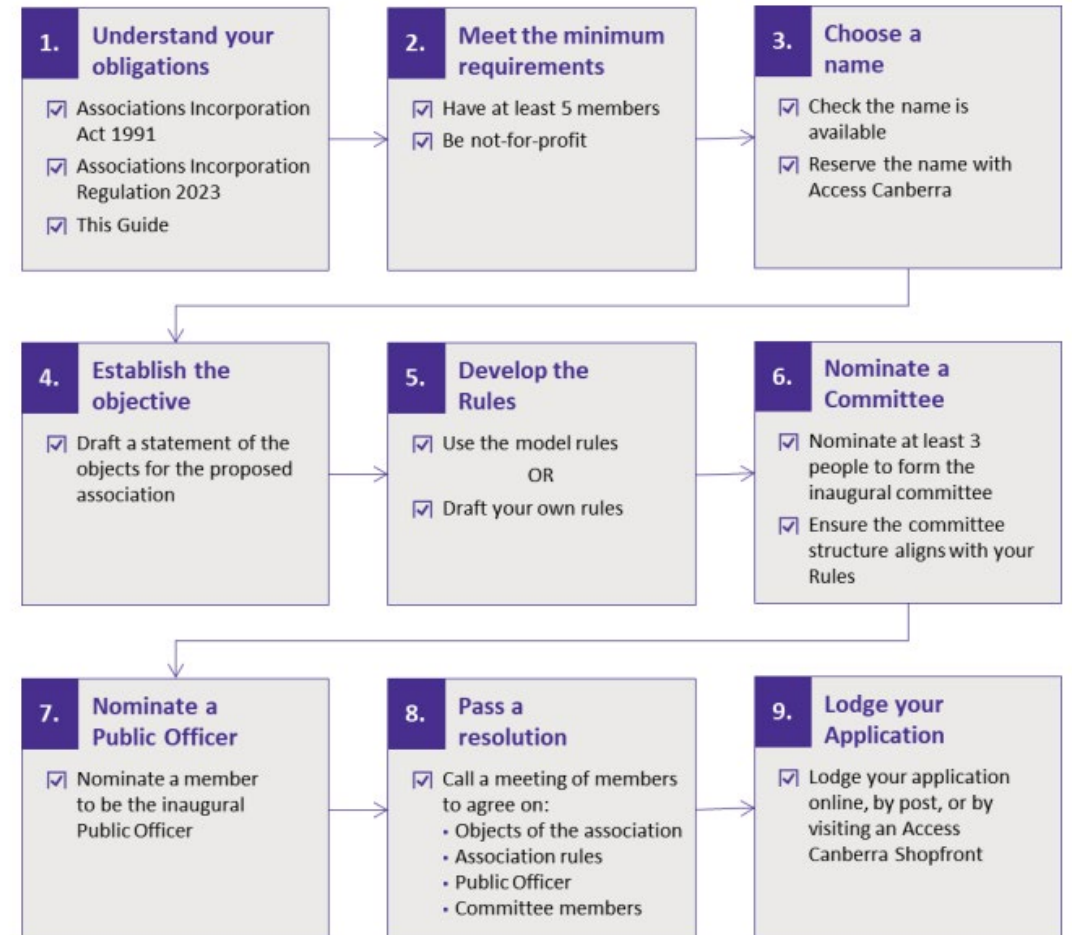 1. Understand your
obligations
Associations Incorporation
Act 1991
Associations Incorporation
Regulation 2023
This Guide
2. Meet the minimum
requirements
Have at least 5 members
Be not-for-profit
3. Choose a
name
Check the name is
available
Reserve the name with
Access Canberra
4. Establish the
objective
Draft a statement of the
objects for the proposed
association
5. Develop the
Rules
Use the model rules
OR
Draft your own rules
6. Nominate a
Committee
Nominate at least 3
people to form the
inaugural committee
Ensure the committee
structure aligns with your
Rules
7. Nominate a
Public Officer
Nominate a member
to be the inaugural
Public Officer
8. Pass a
resolution
Call a meeting of members
to agree on:
• Objects of the association
• Association rules
• Public Officer
• Committee members
9. Lodge your
Application
Lodge your application
online, by post, or by
visiting an Access
Canberra Shopfront